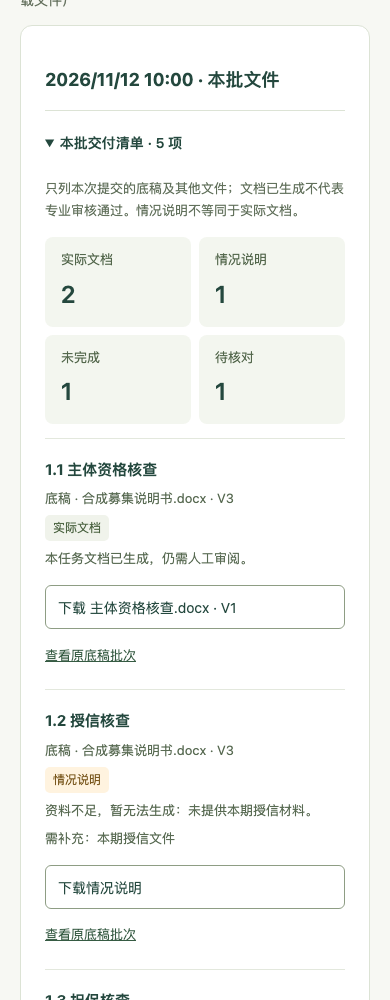 载文件）
2026/11/12 10:00 · 本批文件
▼ 本批交付清单 · 5 项
只列本次提交的底稿及其他文件；文档已生成不代表
专业审核通过。情况说明不等同于实际文档。
实际文档
2
情况说明
1
未完成
1
待核对
1
1.1 主体资格核查
底稿 · 合成募集说明书.docx · V3
实际文档
本任务文档已生成，仍需人工审阅。
下载 主体资格核查.docx · V1
查看原底稿批次
1.2 授信核查
底稿 · 合成募集说明书.docx · V3
情况说明
资料不足，暂无法生成：未提供本期授信材料。
需补充：本期授信文件
下载情况说明
查看原底稿批次
1.3 担保核查